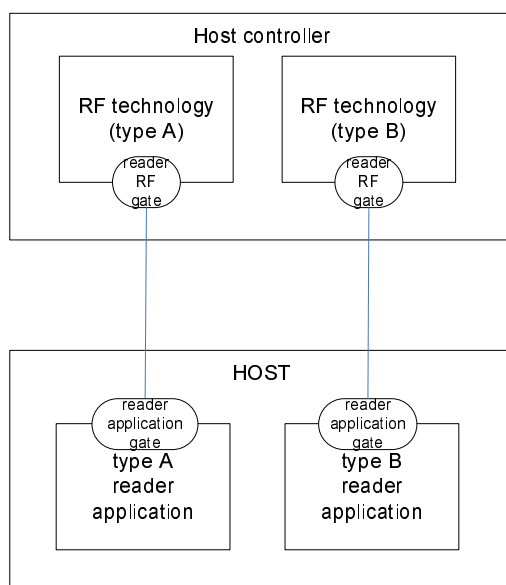 Host controller
RF technology
(type A)
reader
RF
gate
RF technology
(type B)
reader
RF
gate
HOST
reader
application
gate
type A
reader
application
reader
application
gate
type B
reader
application